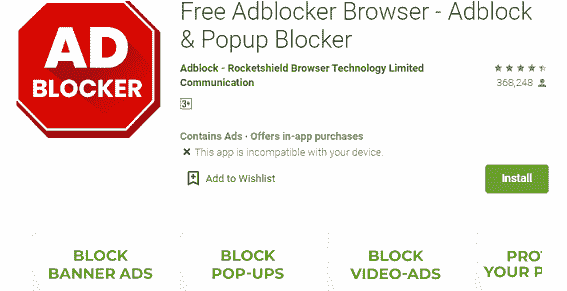 AD
BLOCKER
Free Adblocker Browser - Adblock
& Popup Blocker
Adblock - Rocketshield Browser Technology Limited
Communication
368,248
3+
Contains Ads · Offers in-app purchases
This app is incompatible with your device.
Add to Wishlist
Install
BLOCK
BANNER ADS
BLOCK
POP-UPS
BLOCK
VIDEO-ADS
PRO
YOUR P